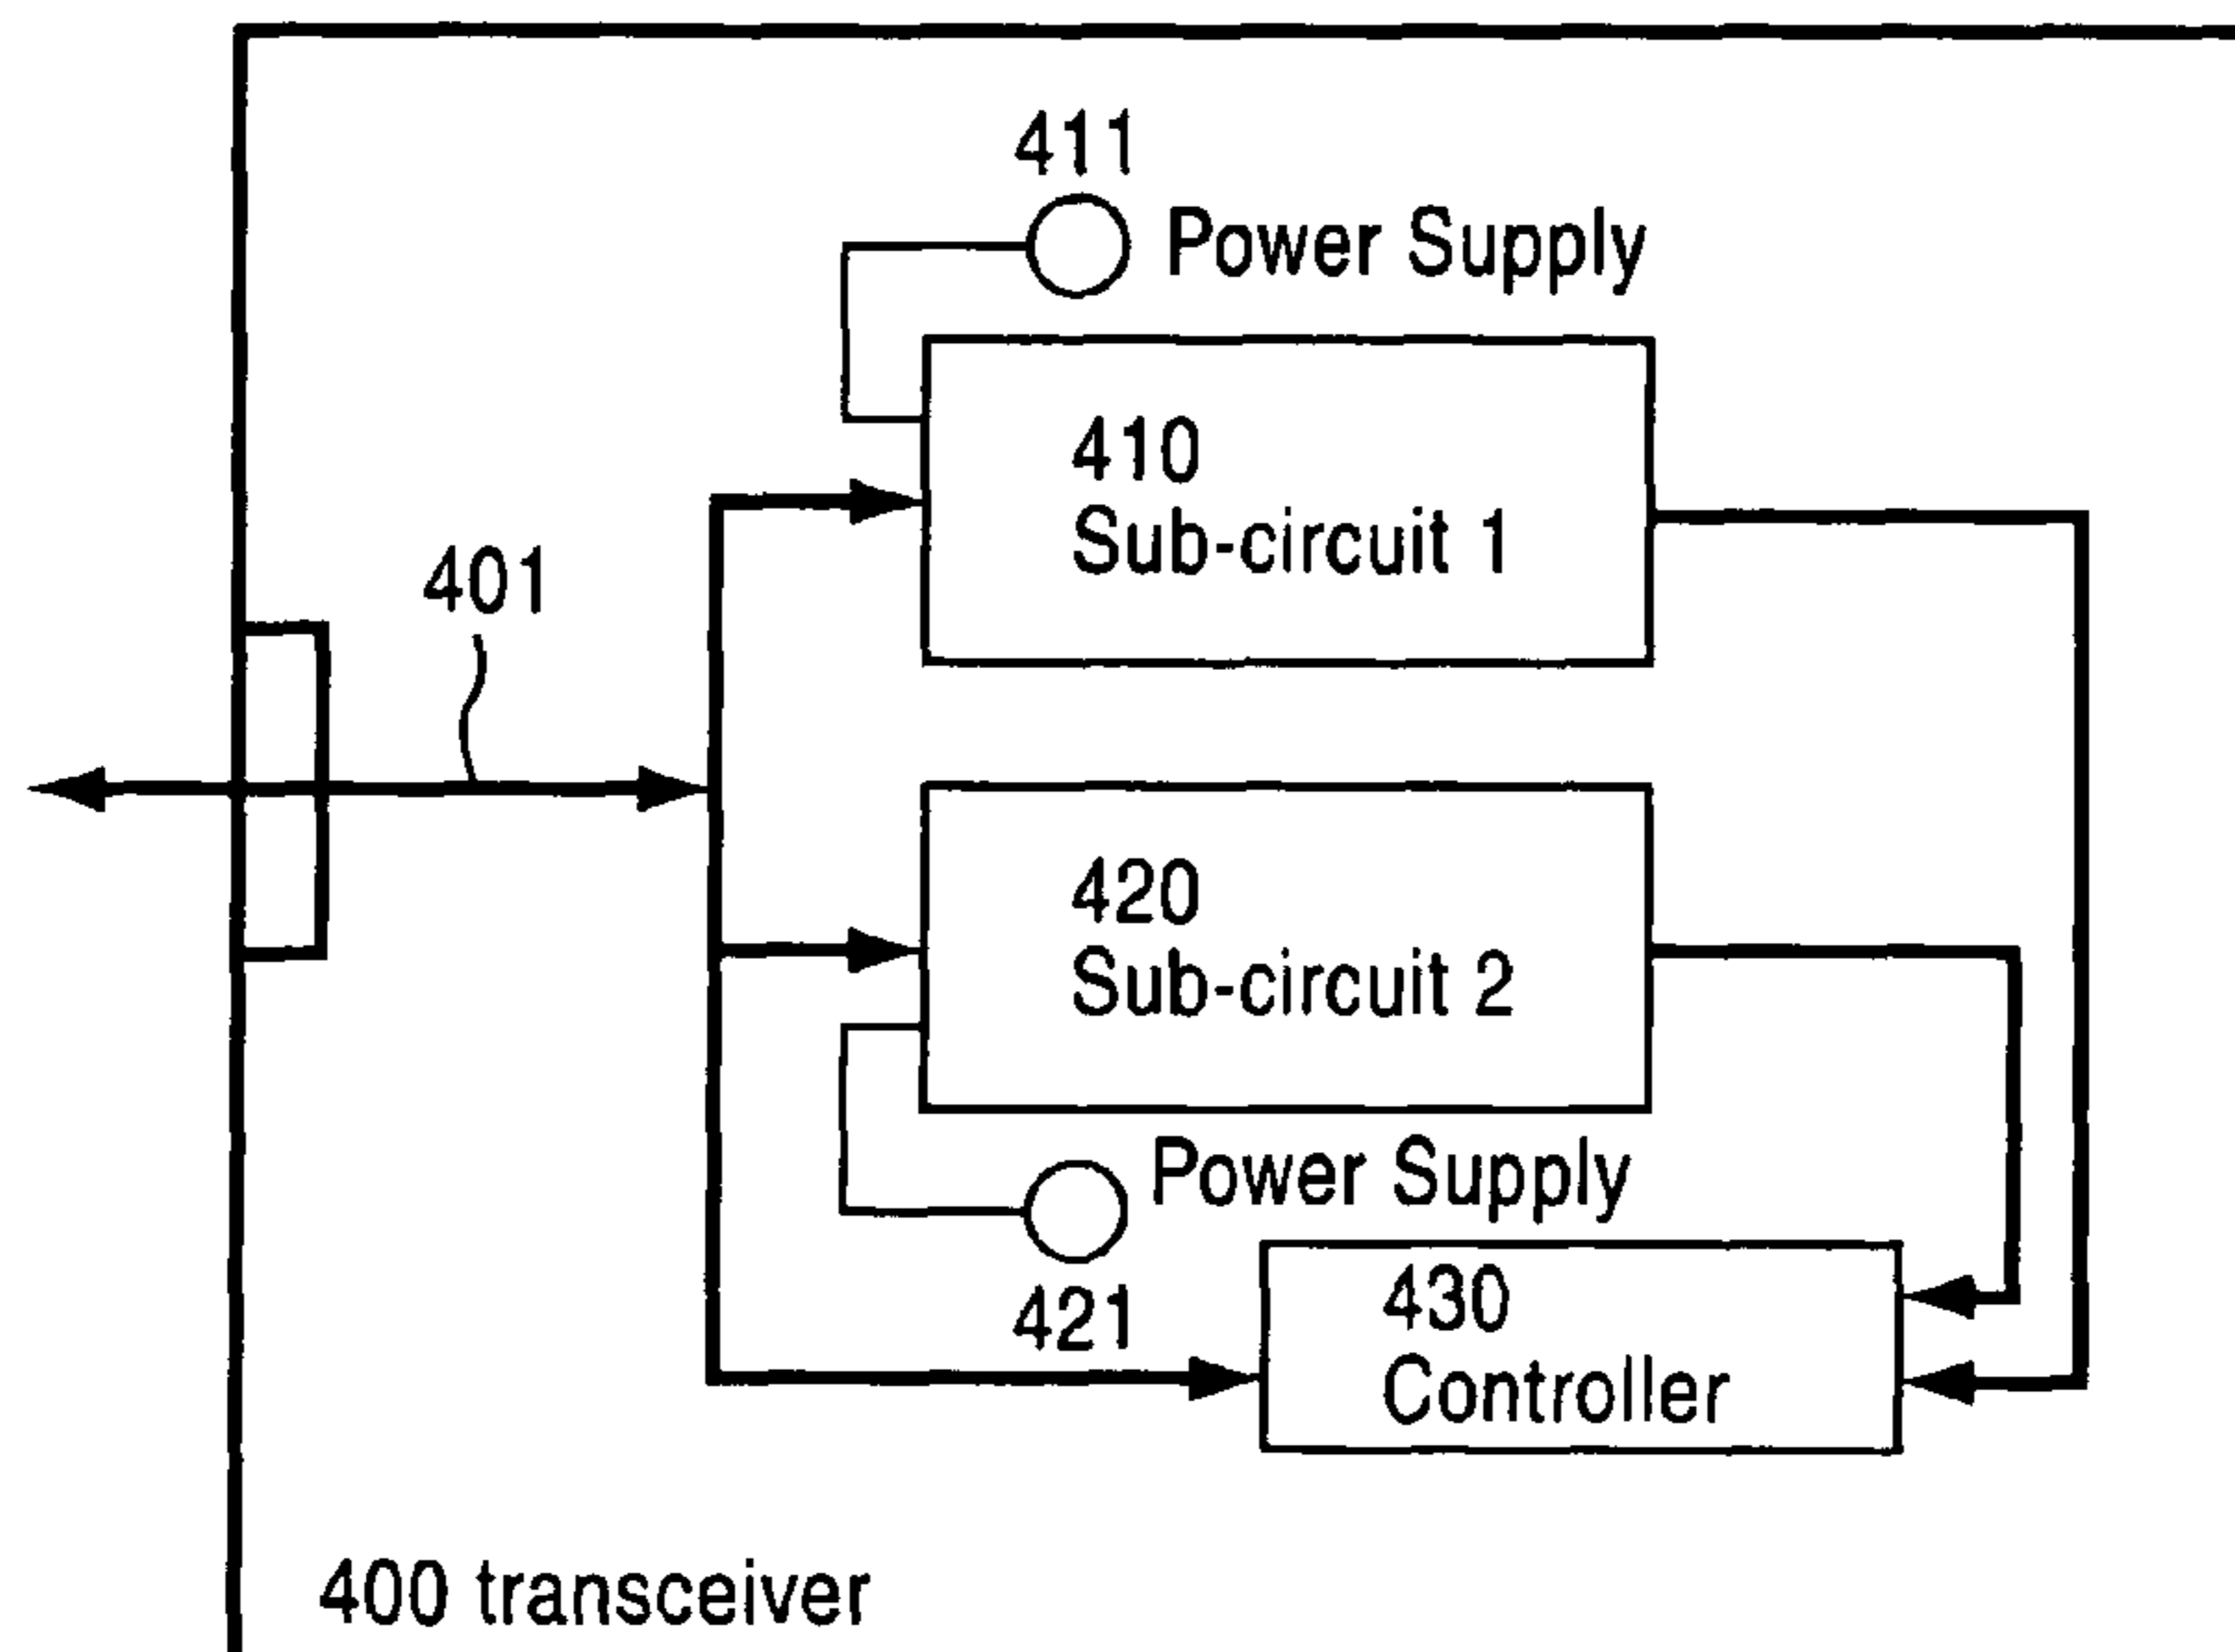 411
Power Supply
410
Sub-circuit 1
401
420
Sub-circuit 2
Power Supply
421
430
Controller
400 transceiver